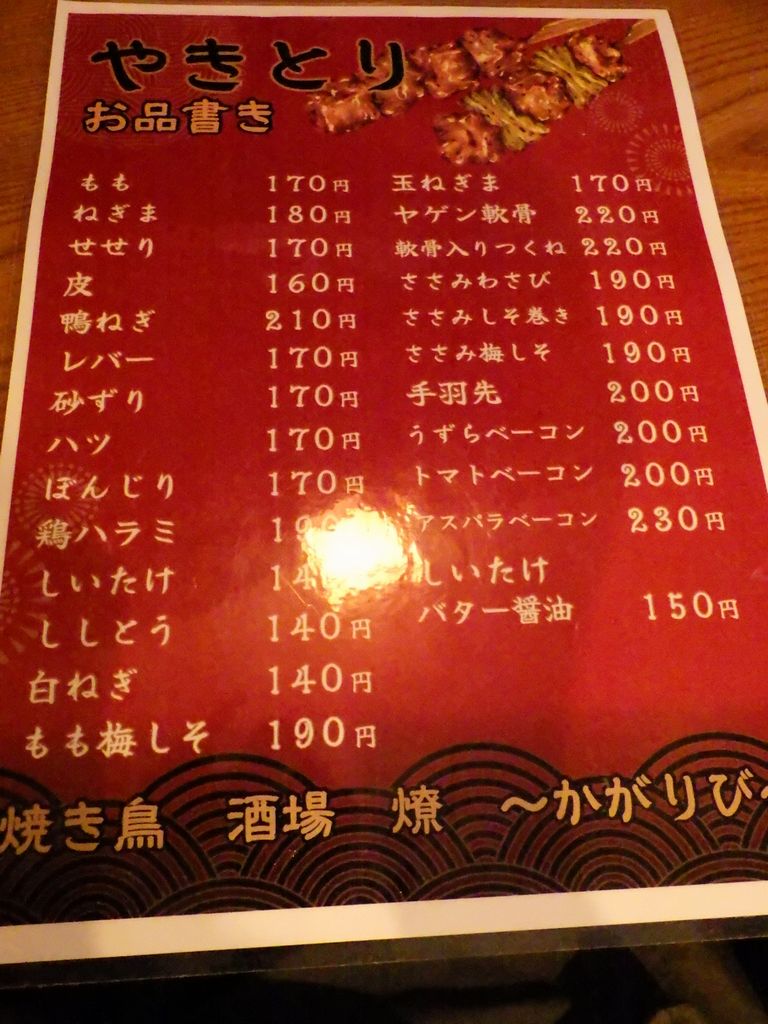 やきとり
お品書き
もも 170円
ねぎま 180円
せせり 170円
皮 160円
鴨ねぎ 210円
レバー 170円
砂ずり 170円
ハツ 170円
ぼんじり 170円
鶏ハラミ
しいたけ
ししとう 140円
白ねぎ 140円
もも梅しそ 190円
玉ねぎま 170円
ヤゲン軟骨 220円
軟骨入りつくね 220円
ささみわさび 190円
ささみしそ巻き 190円
ささみ梅しそ 190円
手羽先 200円
うずらベーコン 200円
トマトベーコン 200円
アスパラベーコン 230円
しいたけ
バター醤油 150円
焼き鳥 酒場 燎 〜かがりび〜